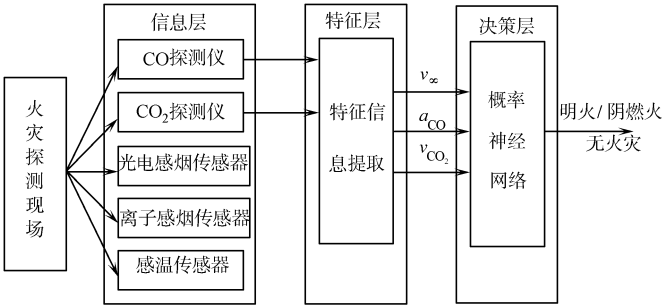 信息层
特征层
决策层
火灾探测现场
CO探测仪
CO₂探测仪
光电感烟传感器
离子感烟传感器
感温传感器
特征信
息提取
v∞
aCO
vCO₂
概率
神经
网络
明火/阴燃火
无火灾